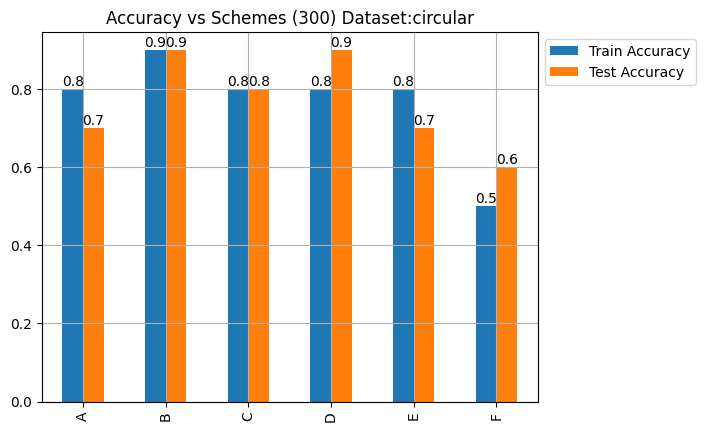 Accuracy vs Schemes (300) Dataset:circular
Train Accuracy
Test Accuracy
0.8
0.6
0.4
0.2
0.0
0.8
0.7
0.9
0.9
0.8
0.8
0.8
0.9
0.8
0.7
0.5
0.6
A
B
C
D
E
F